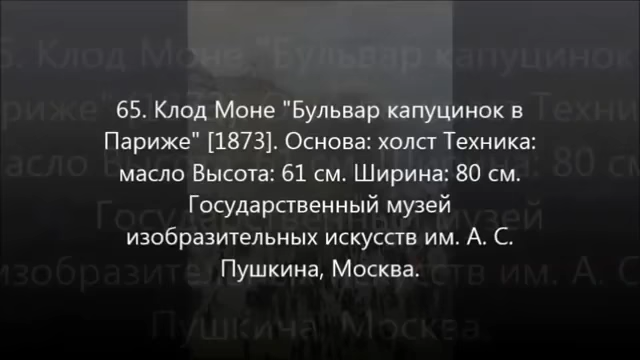 65. Клод Моне "Бульвар капуцинок в
Париже" [1873]. Основа: холст Техника:
масло Высота: 61 см. Ширина: 80 см.
Государственный музей
изобразительных искусств им. А. С.
Пушкина, Москва.